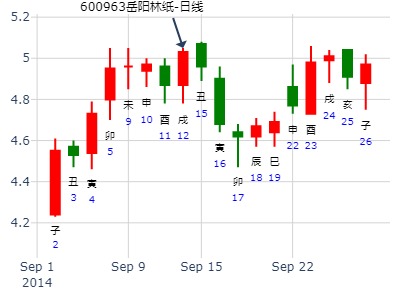 600963岳阳林纸-日线
5.2
5
4.8
4.6
4.4
4.2
子
2
丑
3
寅
4
卯
5
未
9
申
10
酉
11
戌
12
丑
15
寅
16
卯
17
辰
18
巳
19
申
22
酉
23
戌
24
亥
25
子
26
Sep 1
2014
Sep 9
Sep 15
Sep 22